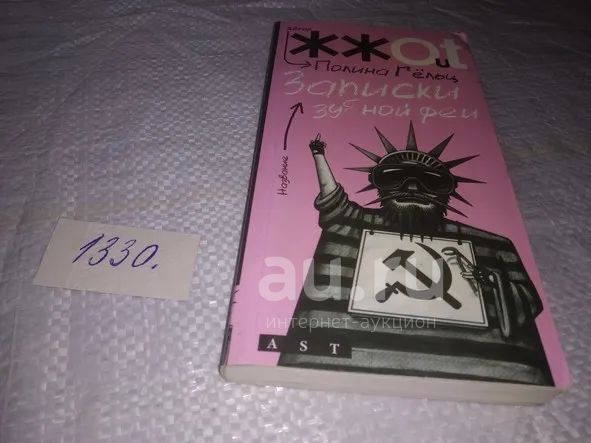 жжout
Полина Гёльц
Записки
зубной феи
Название
1330.
au.ru
интернет-аукцион
AST